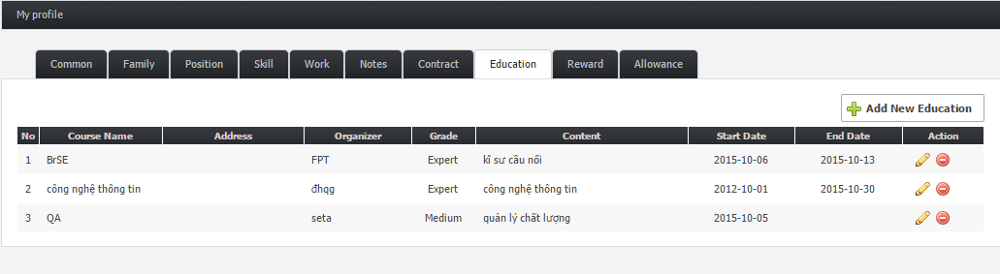 My profile
Common Family Position Skill Work Notes Contract Education Reward Allowance
Add New Education
No Course Name Address Organizer Grade Content Start Date End Date Action
1 BrSE FPT Expert kĩ sư cầu nối 2015-10-06 2015-10-13
2 công nghệ thông tin đhqg Expert công nghệ thông tin 2012-10-01 2015-10-30
3 QA seta Medium quản lý chất lượng 2015-10-05